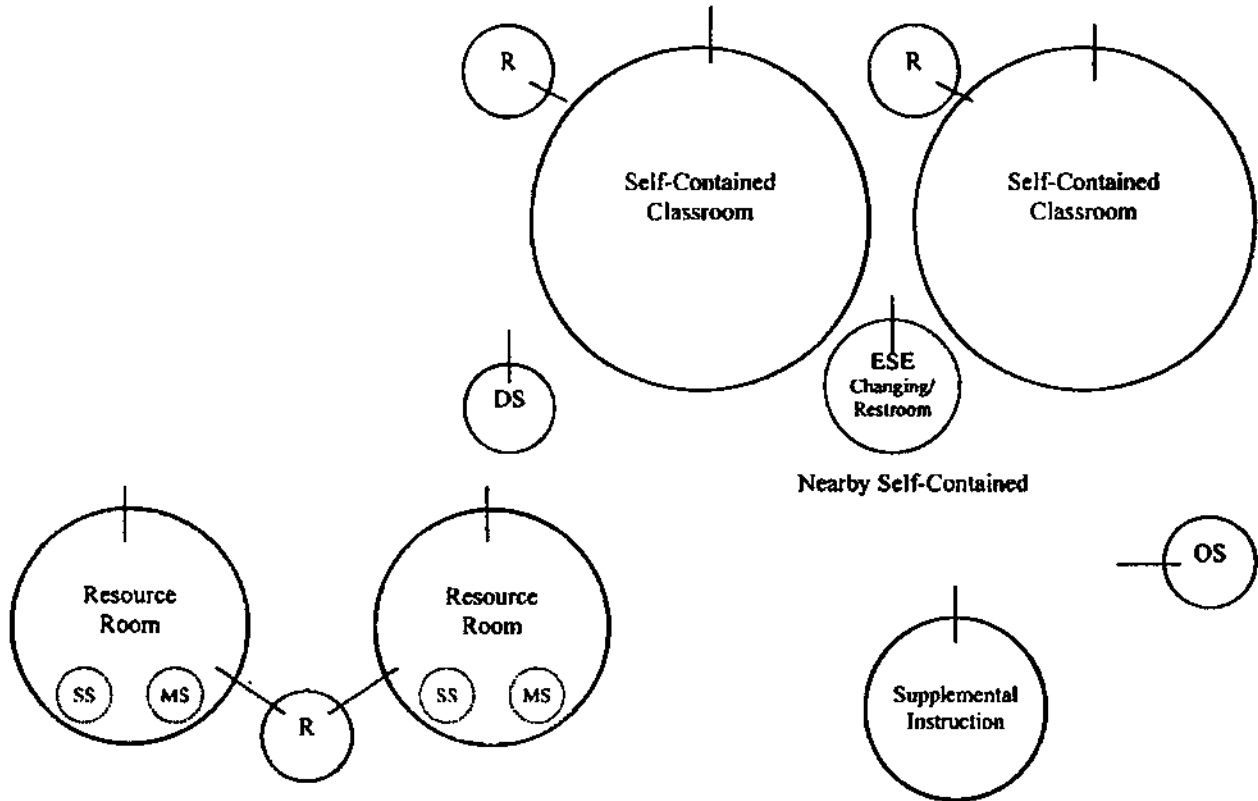 R
R
Self-Contained
Classroom
Self-Contained
Classroom
ESE
Changing/
Restroom
DS
Nearby Self-Contained
OS
Resource
Room
SS
MS
Resource
Room
SS
MS
R
Supplemental
Instruction